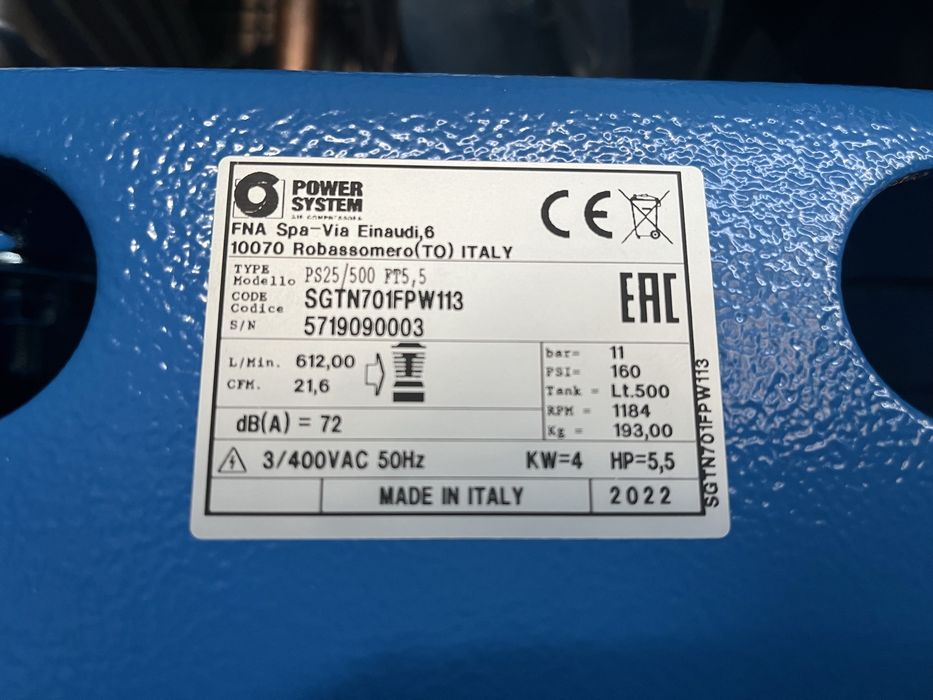 POWER
SYSTEM
AIR COMPRESSORS
FNA Spa-Via Einaudi,6
10070 Robassomero(TO) ITALY
CE
TYPE
Modello
PS25/500 FT5,5
CODE
Codice
SGTN701FPW113
S/N
5719090003
EAC
L/Min. 612,00
CFM. 21,6
dB(A) = 72
bar= 11
PSI= 160
Tank = Lt.500
RPM = 1184
Kg = 193,00
3/400VAC 50Hz KW=4 HP=5,5
MADE IN ITALY 2022
SGTN701FPW113